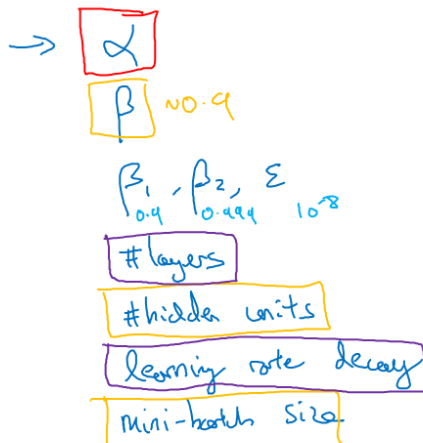 → α
β ~0.9
β₁, β₂, ε
0.9 0.999 10⁻⁸
#layers
#hidden units
learning rate decay
mini-batch size